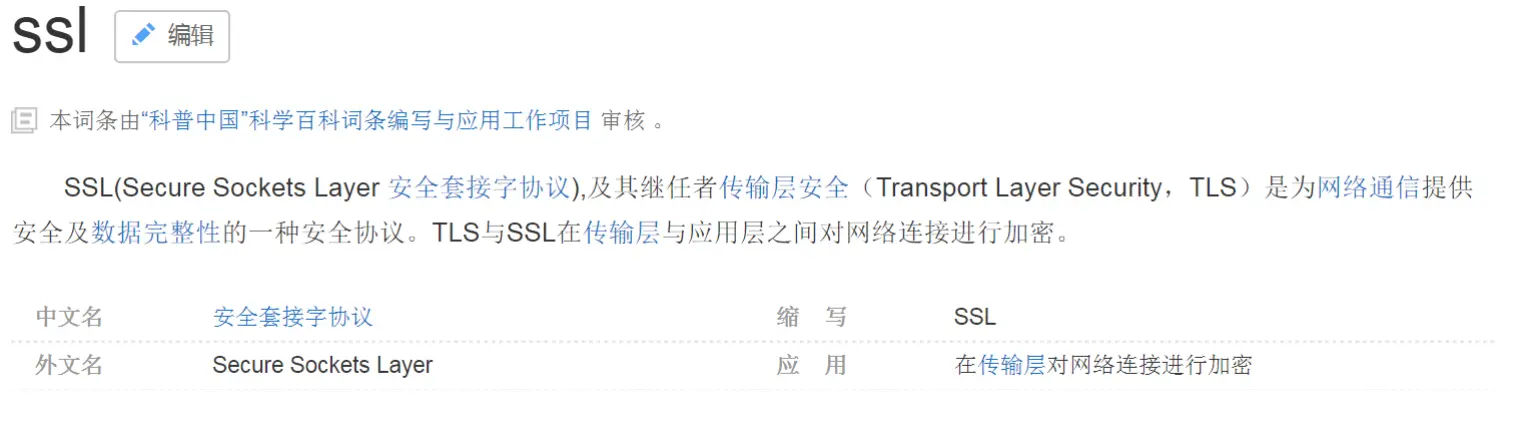 ssl 编辑
本词条由“科普中国”科学百科词条编写与应用工作项目 审核 。
SSL(Secure Sockets Layer 安全套接字协议),及其继任者传输层安全（Transport Layer Security，TLS）是为网络通信提供
安全及数据完整性的一种安全协议。TLS与SSL在传输层与应用层之间对网络连接进行加密。
中文名 安全套接字协议 缩 写 SSL
外文名 Secure Sockets Layer 应 用 在传输层对网络连接进行加密